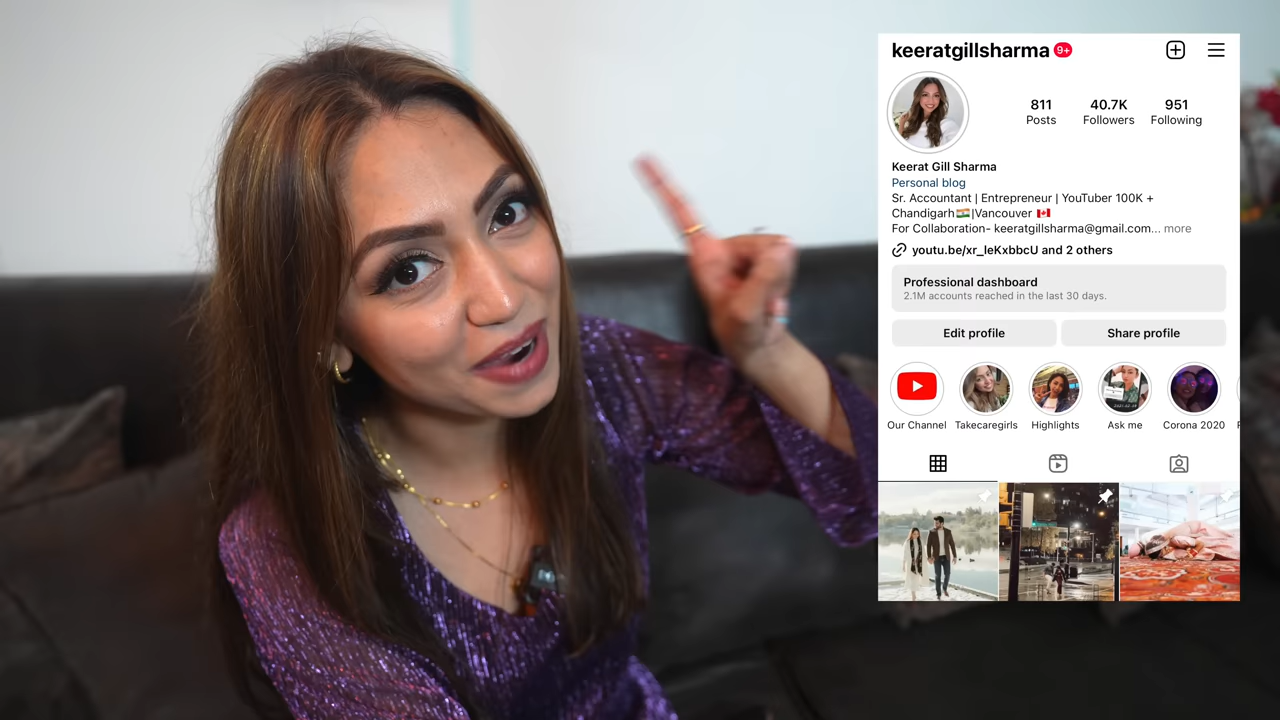 keeratgillsharma 9+
811 40.7K 951
Posts Followers Following
Keerat Gill Sharma
Personal blog
Sr. Accountant | Entrepreneur | YouTuber 100K +
Chandigarh🇮🇳|Vancouver 🇨🇦
For Collaboration- keeratgillsharma@gmail.com... more
youtu.be/xr_leKxbbcU and 2 others
Professional dashboard
2.1M accounts reached in the last 30 days.
Edit profile Share profile
Our Channel Takecaregirls Highlights Ask me Corona 2020